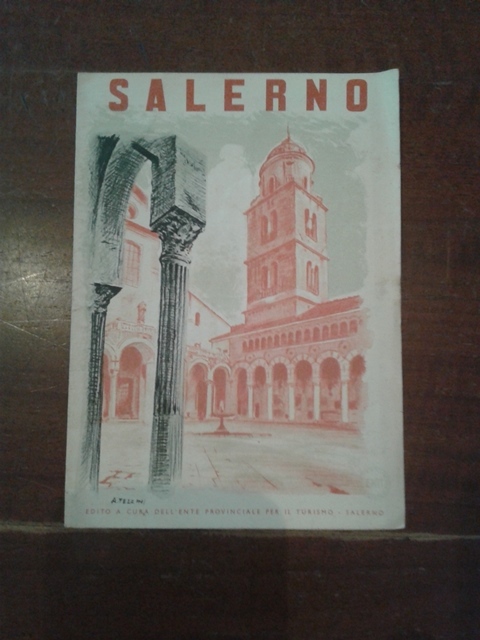 SALERNO
EDITO A CURA DELL'ENTE PROVINCIALE PER IL TURISMO - SALERNO